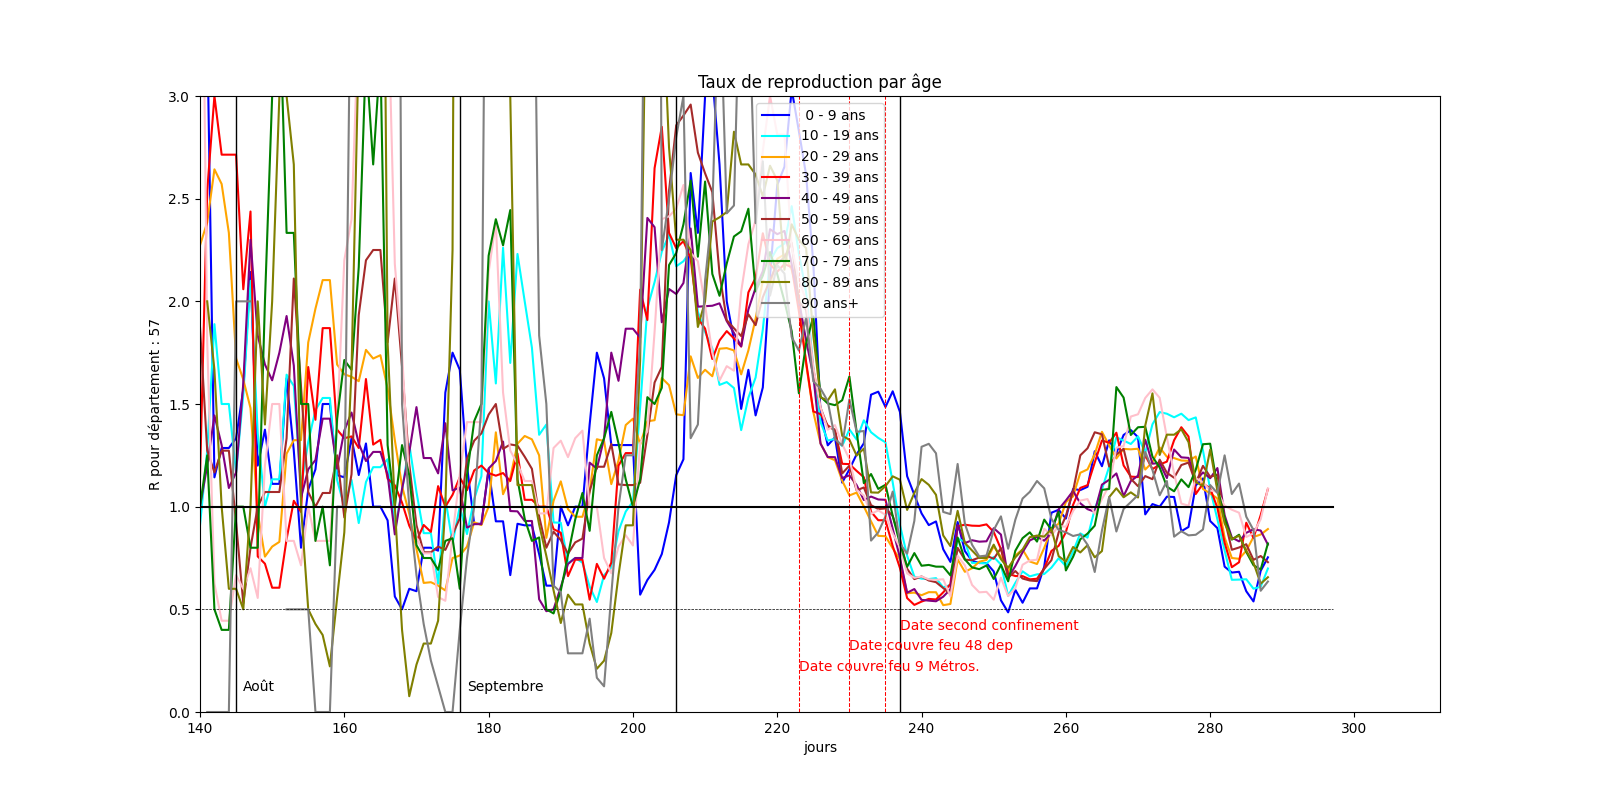 Taux de reproduction par âge
3.0
2.5
2.0
1.5
1.0
0.5
0.0
R pour département : 57
0 - 9 ans
10 - 19 ans
20 - 29 ans
30 - 39 ans
40 - 49 ans
50 - 59 ans
60 - 69 ans
70 - 79 ans
80 - 89 ans
90 ans+
Date second confinement
Date couvre feu 48 dep
Date couvre feu 9 Métros.
Août
Septembre
140 160 180 200 220 240 260 280 300
jours